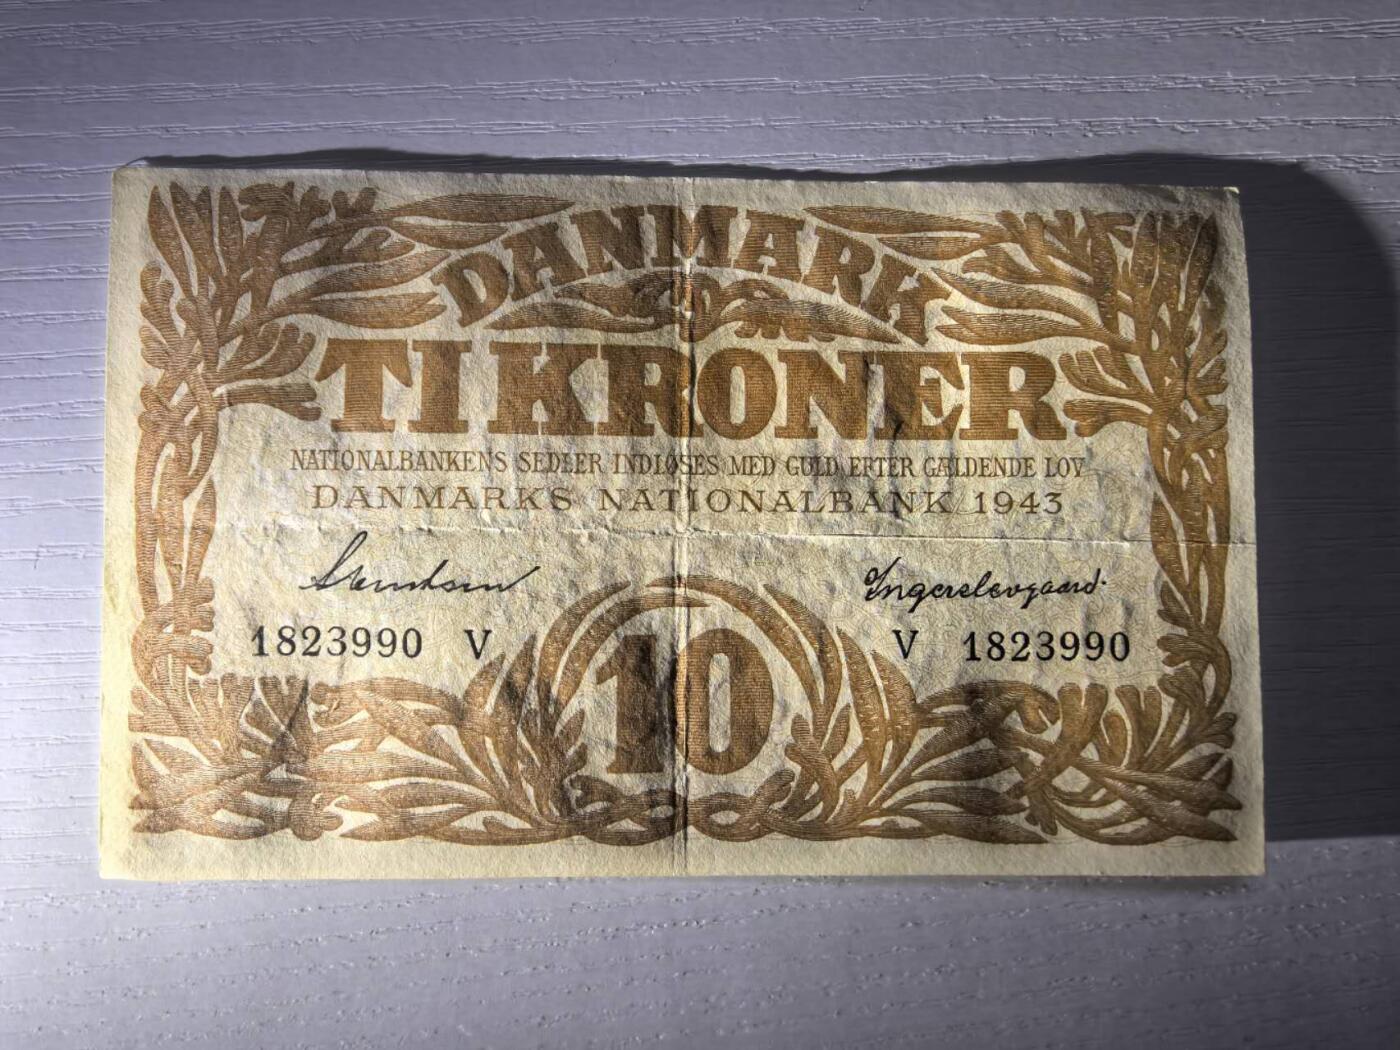 DANMARK
TI KRONER
NATIONALBANKENS SEDLER INDLØSES MED GULD EFTER GÆLDENDE LOV
DANMARKS NATIONALBANK 1943
1823990 V V 1823990
10